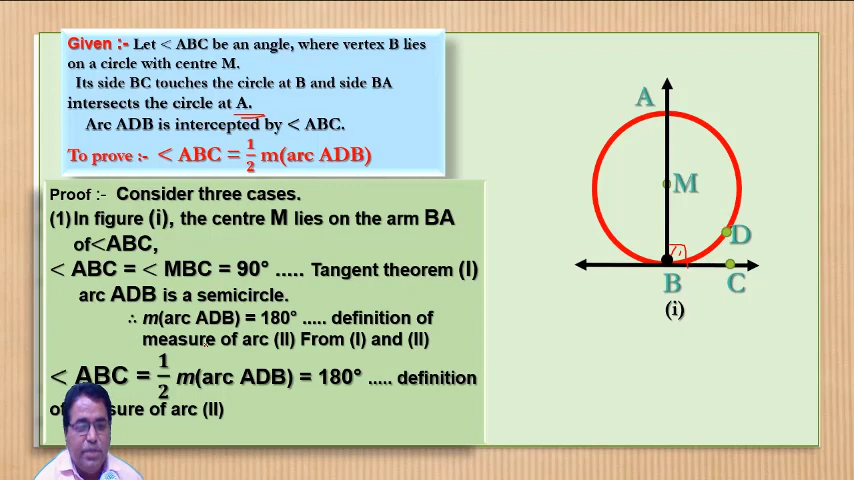 Given :- Let < ABC be an angle, where vertex B lies
on a circle with centre M.
Its side BC touches the circle at B and side BA
intersects the circle at A.
Arc ADB is intercepted by < ABC.
To prove :- < ABC = 1/2 m(arc ADB)
Proof :- Consider three cases.
(1) In figure (i), the centre M lies on the arm BA
of<ABC,
< ABC = < MBC = 90° ..... Tangent theorem (I)
arc ADB is a semicircle.
∴ m(arc ADB) = 180° ..... definition of
measure of arc (II) From (I) and (II)
< ABC = 1/2 m(arc ADB) = 180° ..... definition
of measure of arc (II)
A
M
D
B
C
(i)